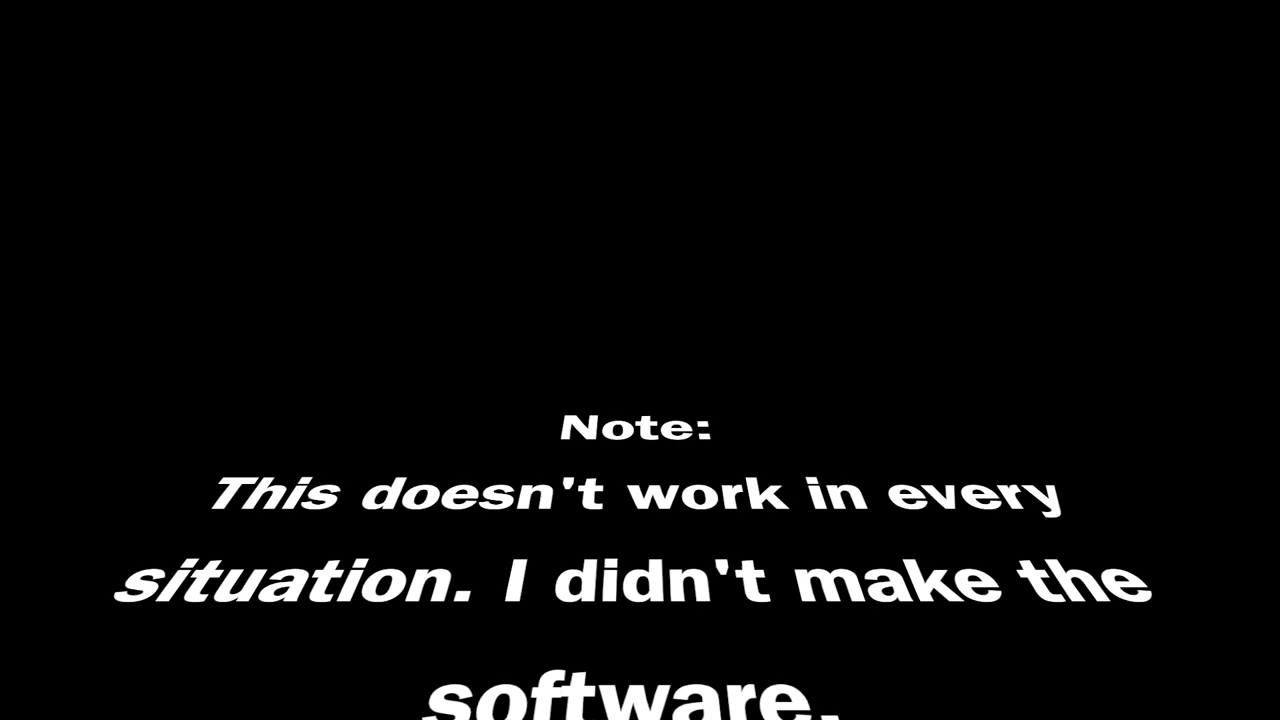 Note:
This doesn't work in every
situation. I didn't make the
software.